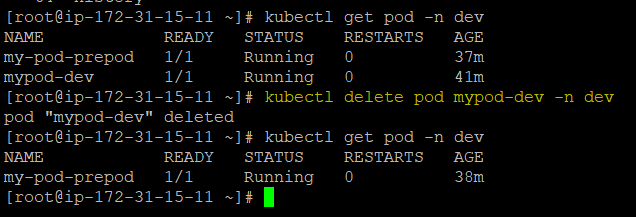 [root@ip-172-31-15-11 ~]# kubectl get pod -n dev
NAME READY STATUS RESTARTS AGE
my-pod-prepod 1/1 Running 0 37m
mypod-dev 1/1 Running 0 41m
[root@ip-172-31-15-11 ~]# kubectl delete pod mypod-dev -n dev
pod "mypod-dev" deleted
[root@ip-172-31-15-11 ~]# kubectl get pod -n dev
NAME READY STATUS RESTARTS AGE
my-pod-prepod 1/1 Running 0 38m
[root@ip-172-31-15-11 ~]#